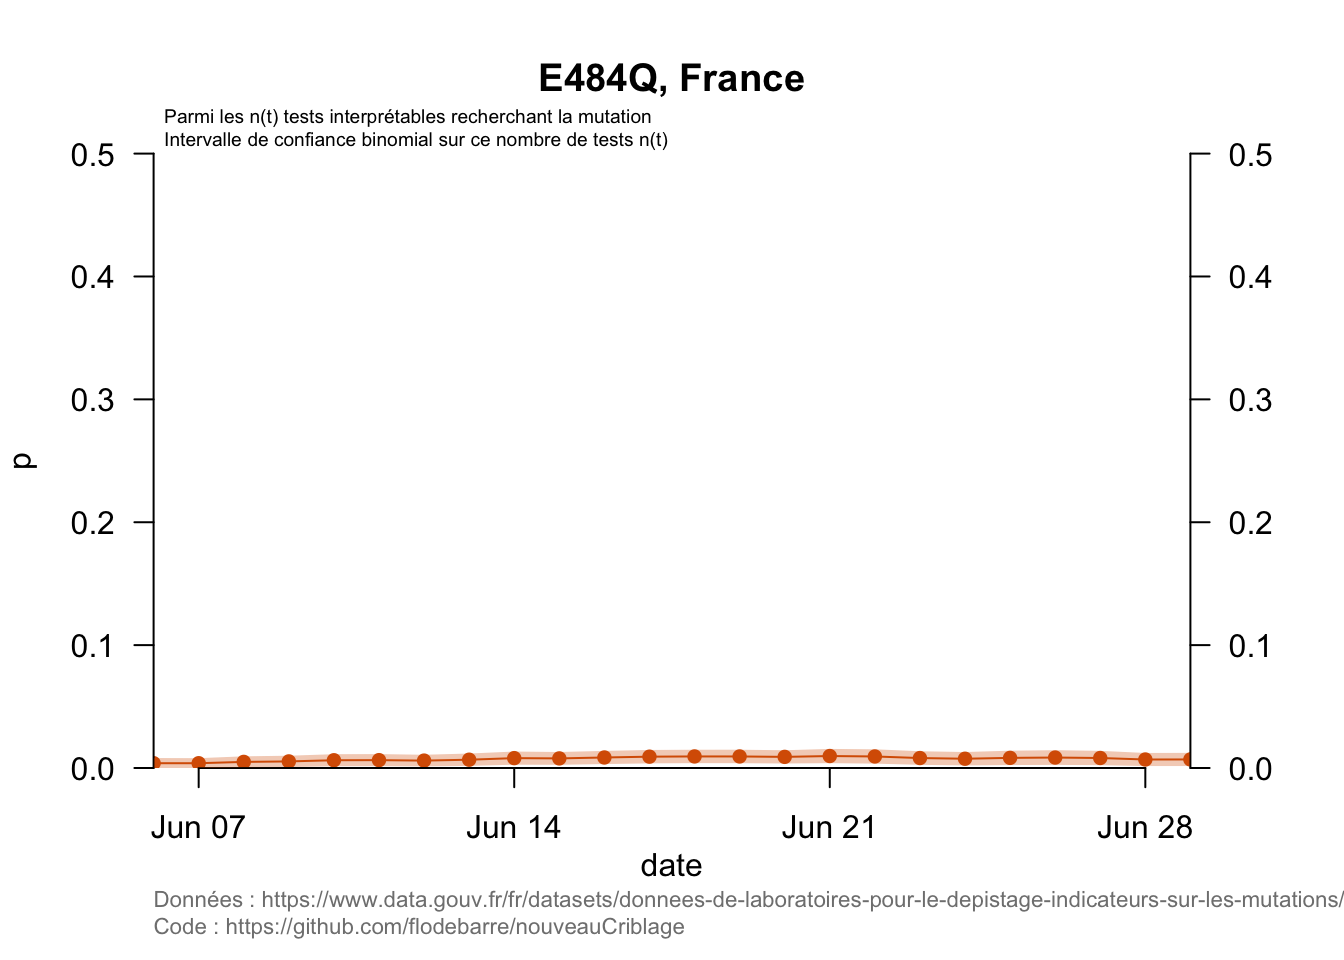 E484Q, France
Parmi les n(t) tests interprétables recherchant la mutation
Intervalle de confiance binomial sur ce nombre de tests n(t)
0.5 0.5
0.4 0.4
0.3 0.3
p
0.2 0.2
0.1 0.1
0.0 0.0
Jun 07 Jun 14 Jun 21 Jun 28
date
Données : https://www.data.gouv.fr/fr/datasets/donnees-de-laboratoires-pour-le-depistage-indicateurs-sur-les-mutations/
Code : https://github.com/flodebarre/nouveauCriblage